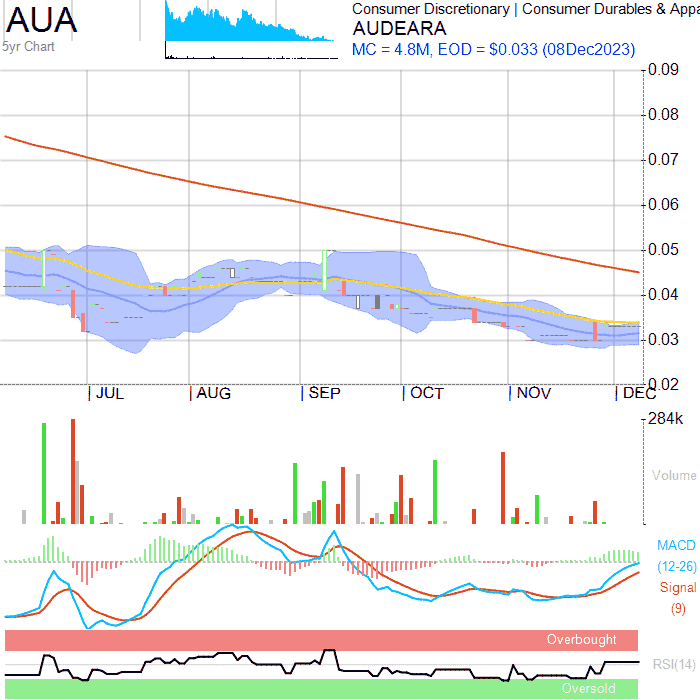 AUA
5yr Chart
Consumer Discretionary | Consumer Durables & Appa
AUDEARA
MC = 4.8M, EOD = $0.033 (08Dec2023)
0.09
0.08
0.07
0.06
0.05
0.04
0.03
0.02
JUL AUG SEP OCT NOV DEC
284k
Volume
MACD
(12-26)
Signal
(9)
Overbought
RSI(14)
Oversold